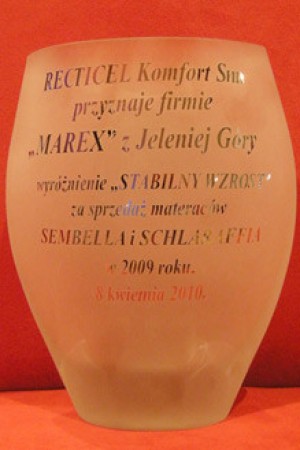 RECTICEL Komfort Snu
przyznaje firmie
„MAREX” z Jeleniej Góry
wyróżnienie „STABILNY WZROST”
za sprzedaż materaców
SEMBELLA i SCHLARAFFIA
w 2009 roku.
8 kwietnia 2010.